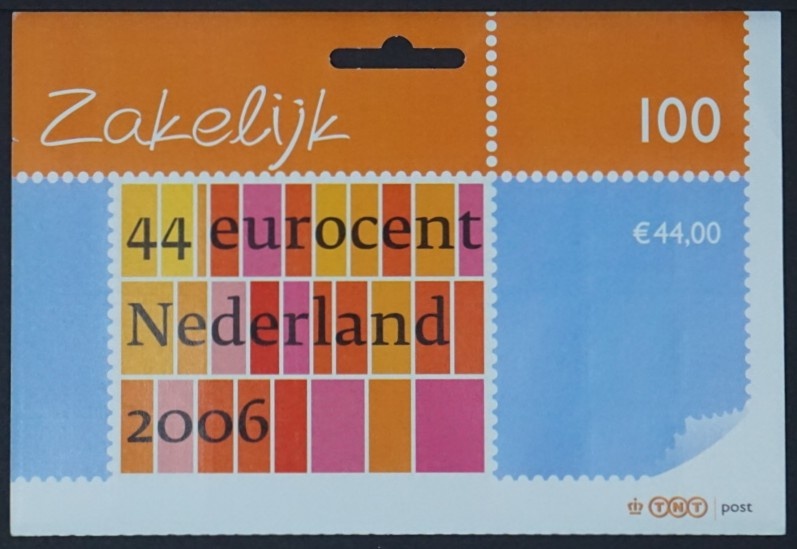 Zakelijk 100
€ 44,00
44 eurocent
Nederland
2006
TNT post